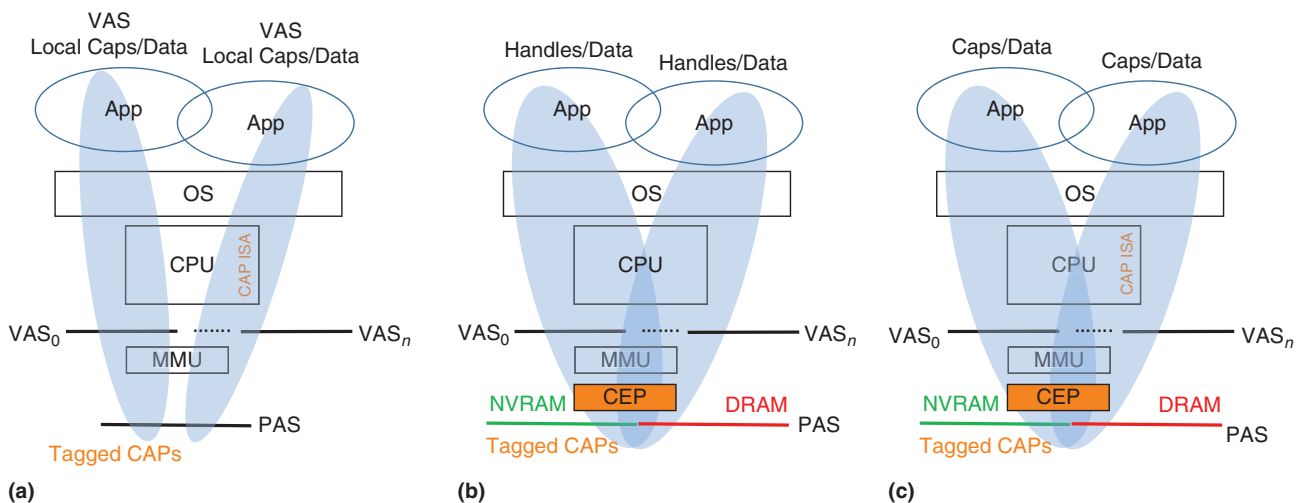 VAS
Local Caps/Data
VAS
Local Caps/Data
App
App
OS
CPU
CAP ISA
VAS0
.......
VASn
MMU
PAS
Tagged CAPs
(a)
Handles/Data
Handles/Data
App
App
OS
CPU
VAS0
.......
VASn
MMU
CEP
NVRAM
DRAM
PAS
Tagged CAPs
(b)
Caps/Data
Caps/Data
App
App
OS
CPU
CAP ISA
VAS0
.......
VASn
MMU
CEP
NVRAM
DRAM
PAS
Tagged CAPs
(c)